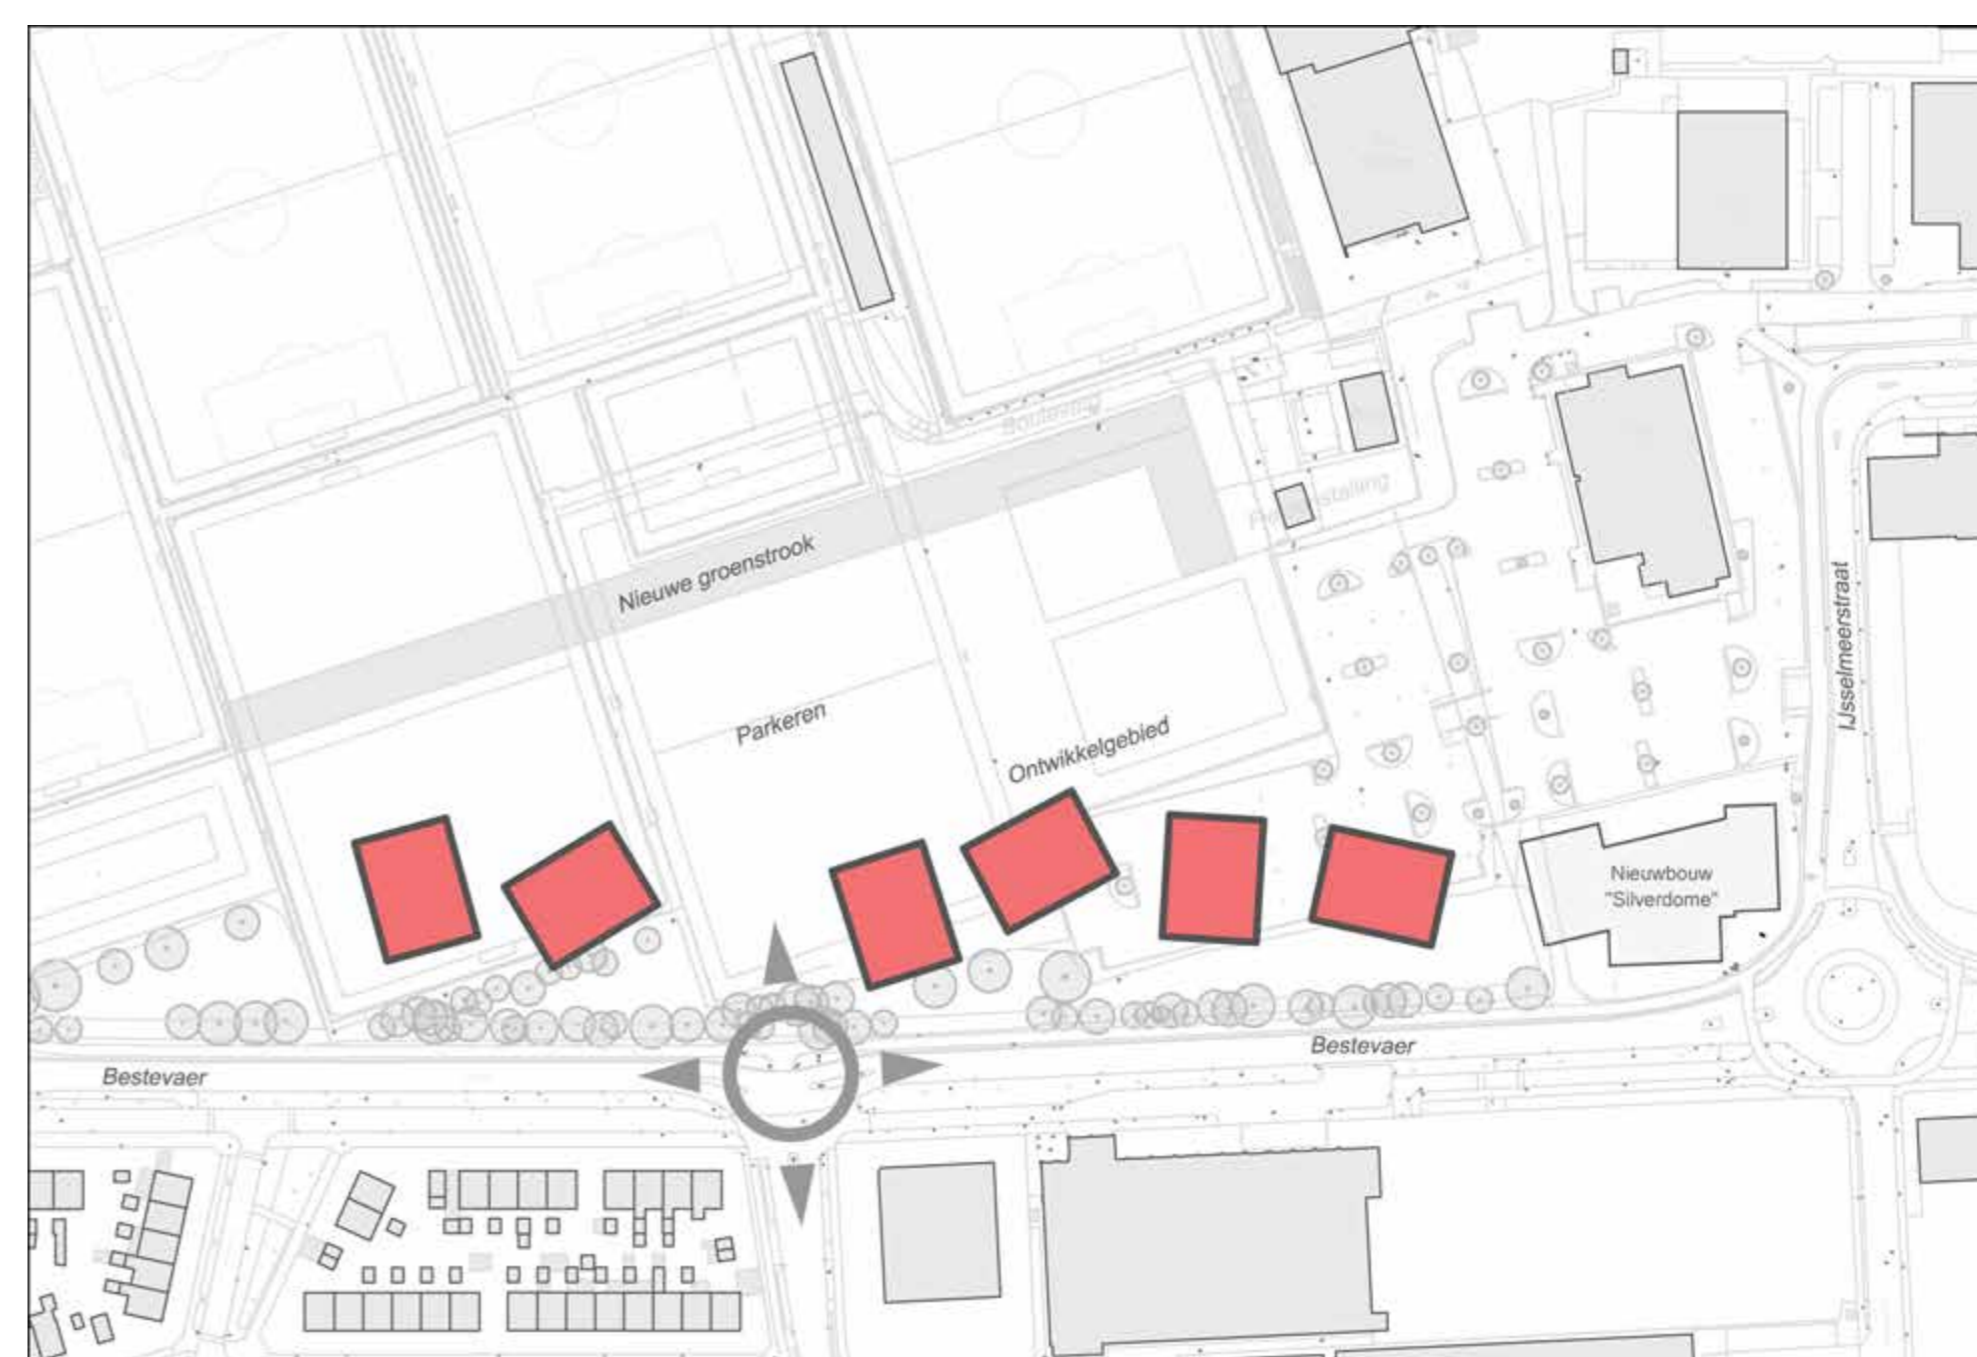 Nieuwe groenstrook
IJsselmeerstraat
Parkeren
Ontwikkelgebied
Nieuwbouw
"Silverdome"
Bestevaer
Bestevaer